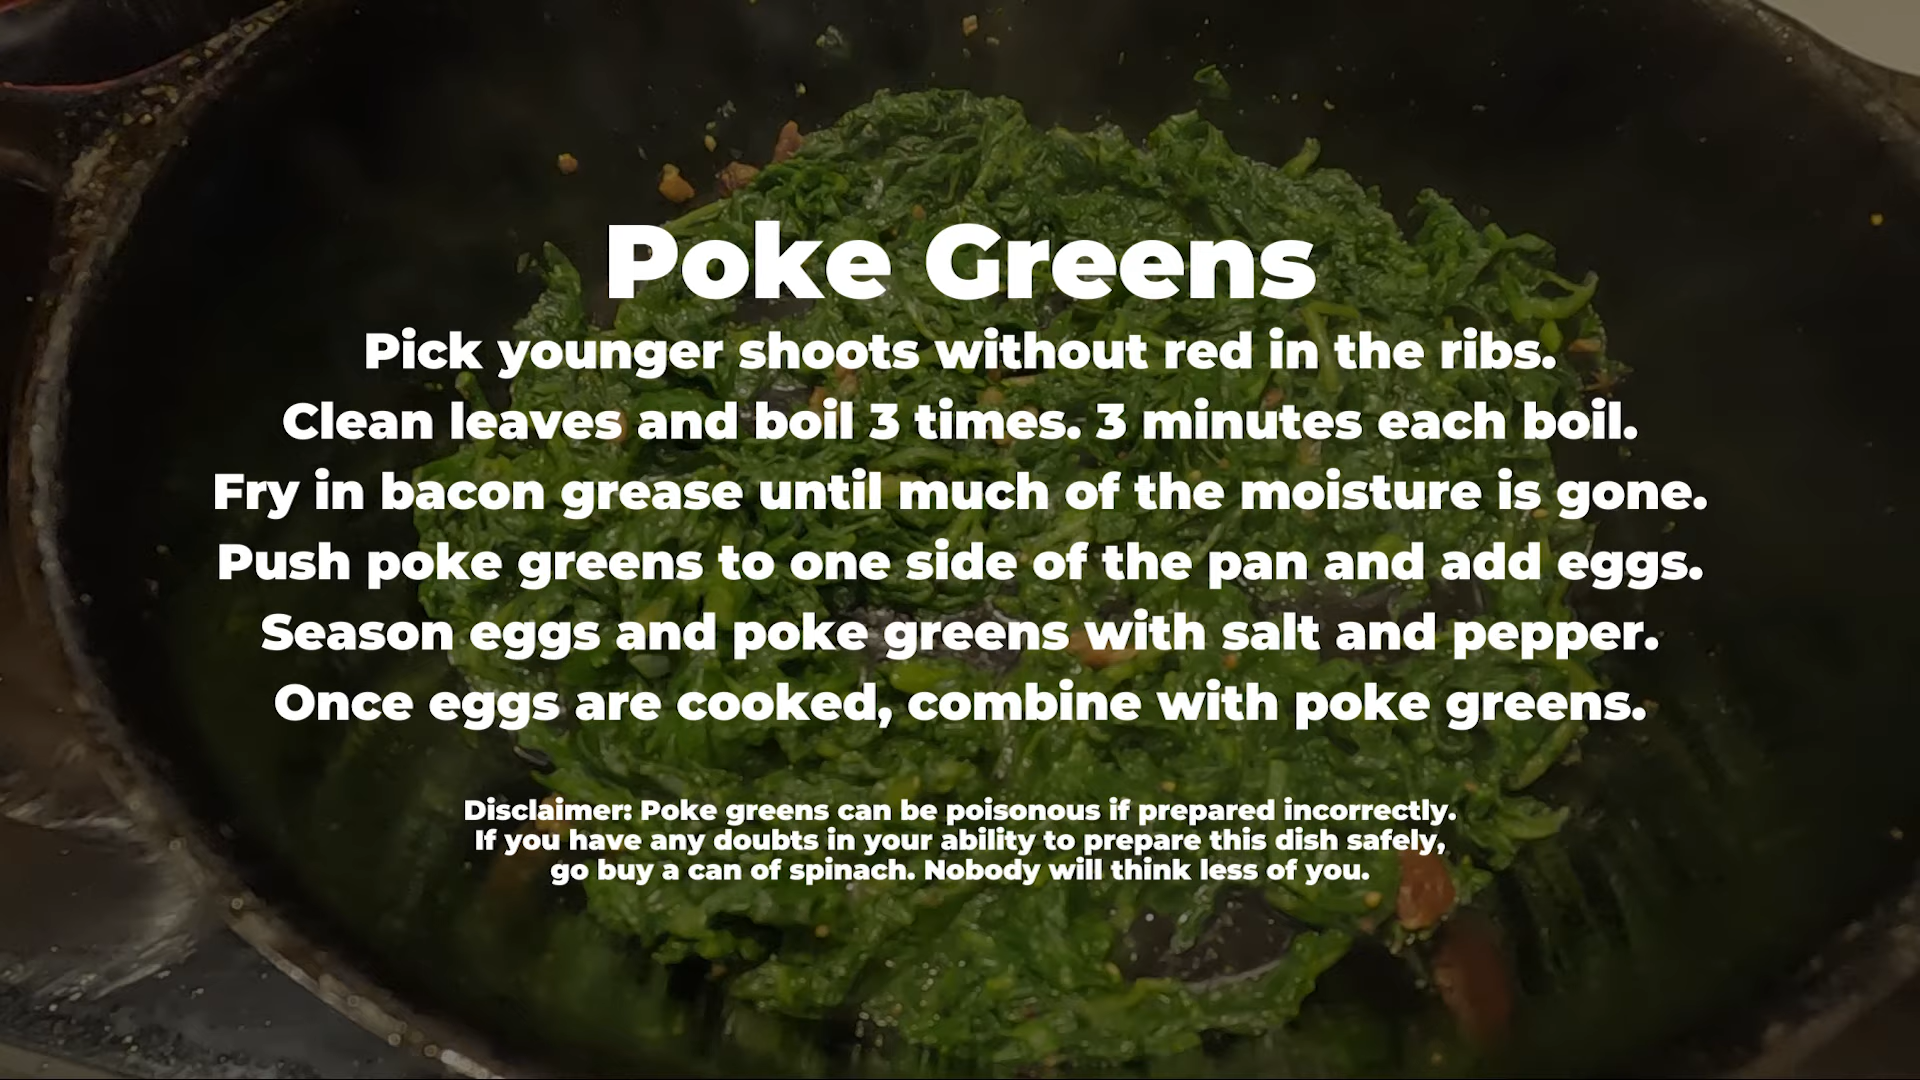 Poke Greens
Pick younger shoots without red in the ribs.
Clean leaves and boil 3 times. 3 minutes each boil.
Fry in bacon grease until much of the moisture is gone.
Push poke greens to one side of the pan and add eggs.
Season eggs and poke greens with salt and pepper.
Once eggs are cooked, combine with poke greens.
Disclaimer: Poke greens can be poisonous if prepared incorrectly.
If you have any doubts in your ability to prepare this dish safely,
go buy a can of spinach. Nobody will think less of you.